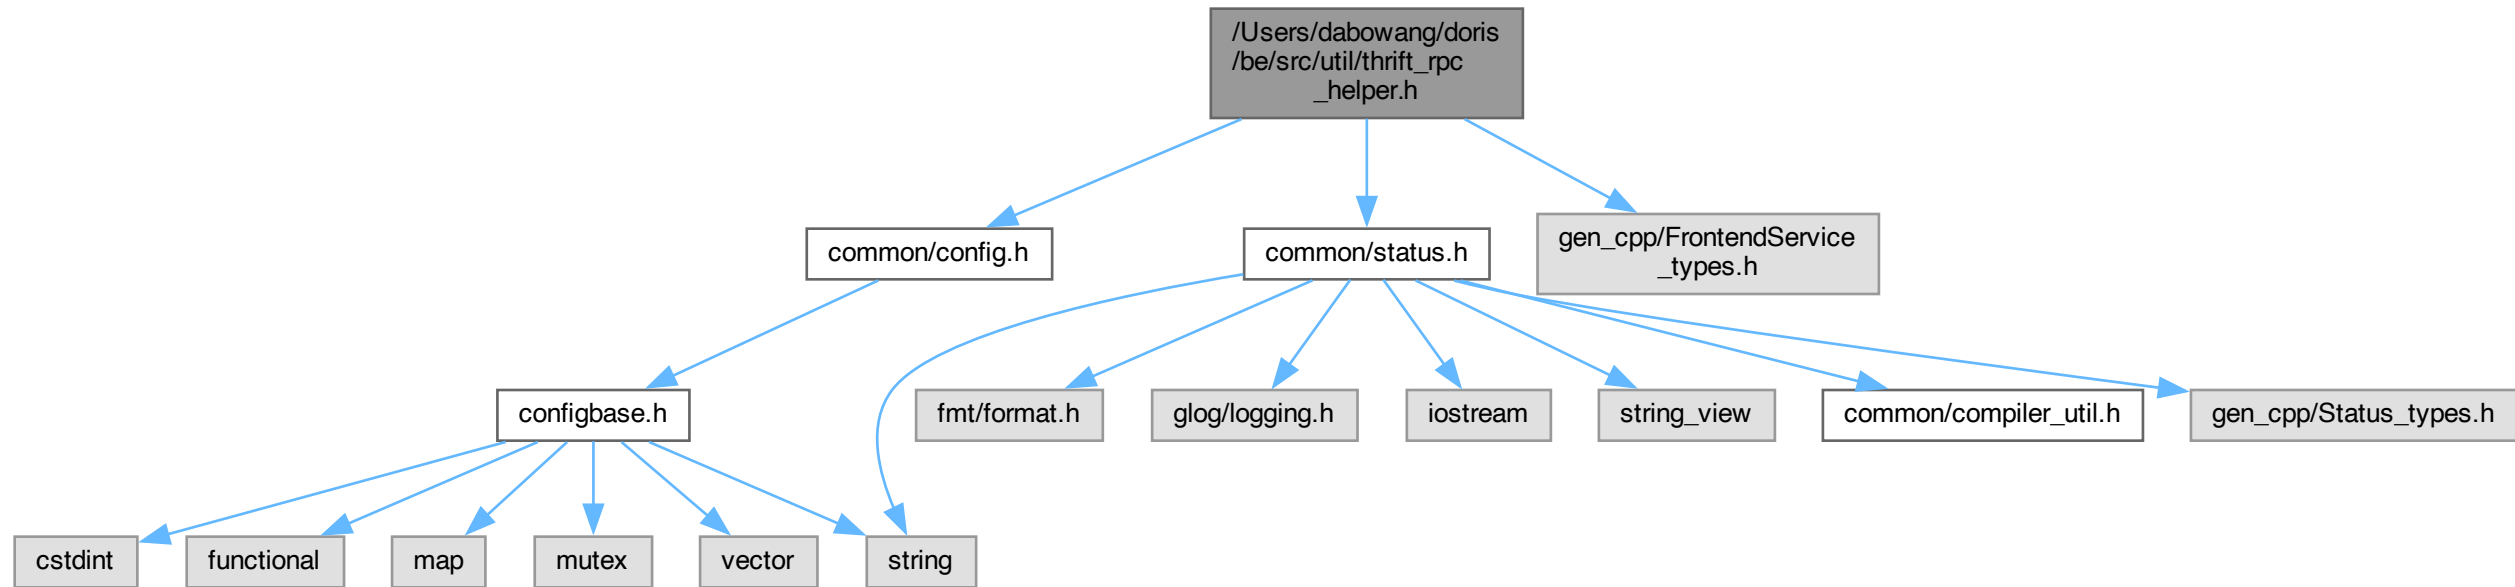 /Users/dabowang/doris
/be/src/util/thrift_rpc
_helper.h
common/config.h
common/status.h
gen_cpp/FrontendService
_types.h
configbase.h
fmt/format.h
glog/logging.h
iostream
string_view
common/compiler_util.h
gen_cpp/Status_types.h
cstdint
functional
map
mutex
vector
string